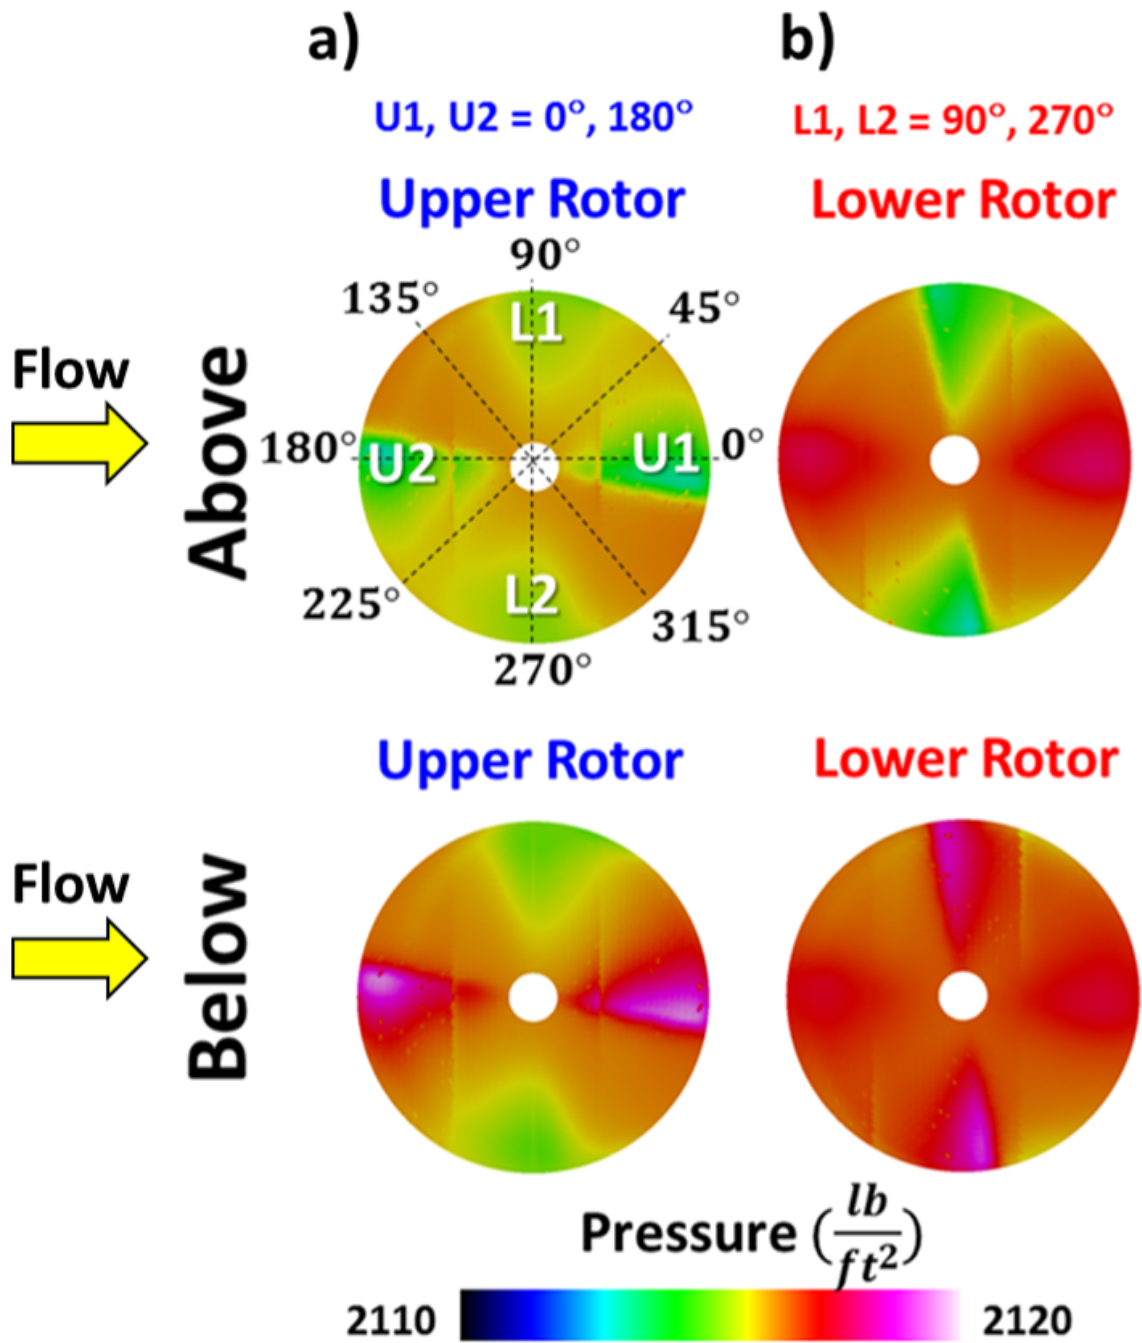 a)
b)
U1, U2 = 0°, 180°
L1, L2 = 90°, 270°
Upper Rotor
Lower Rotor
90°
135°
45°
L1
Flow
Above
180°
U2
U1
0°
225°
L2
315°
270°
Upper Rotor
Lower Rotor
Flow
Below
Pressure (lb/ft²)
2110
2120